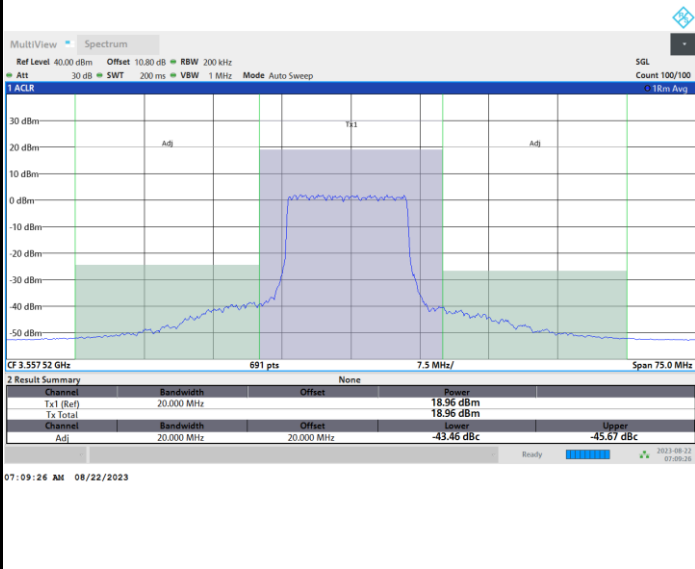 MultiView Spectrum
Ref Level 40.00 dBm Offset 10.80 dB RBW 200 kHz SGL
Att 30 dB SWT 200 ms VBW 1 MHz Mode Auto Sweep Count 100/100
1 ACLR 1Rm Avg
Tx1
Adj Adj
30 dBm
20 dBm
10 dBm
0 dBm
-10 dBm
-20 dBm
-30 dBm
-40 dBm
-50 dBm
CF 3.557 52 GHz 691 pts 7.5 MHz/ Span 75.0 MHz
2 Result Summary None
Channel Bandwidth Offset Power
Tx1 (Ref) 20.000 MHz 18.96 dBm
Tx Total 18.96 dBm
Channel Bandwidth Offset Lower Upper
Adj 20.000 MHz 20.000 MHz -43.46 dBc -45.67 dBc
Ready 2023-08-22
07:09:26
07:09:26 AM 08/22/2023